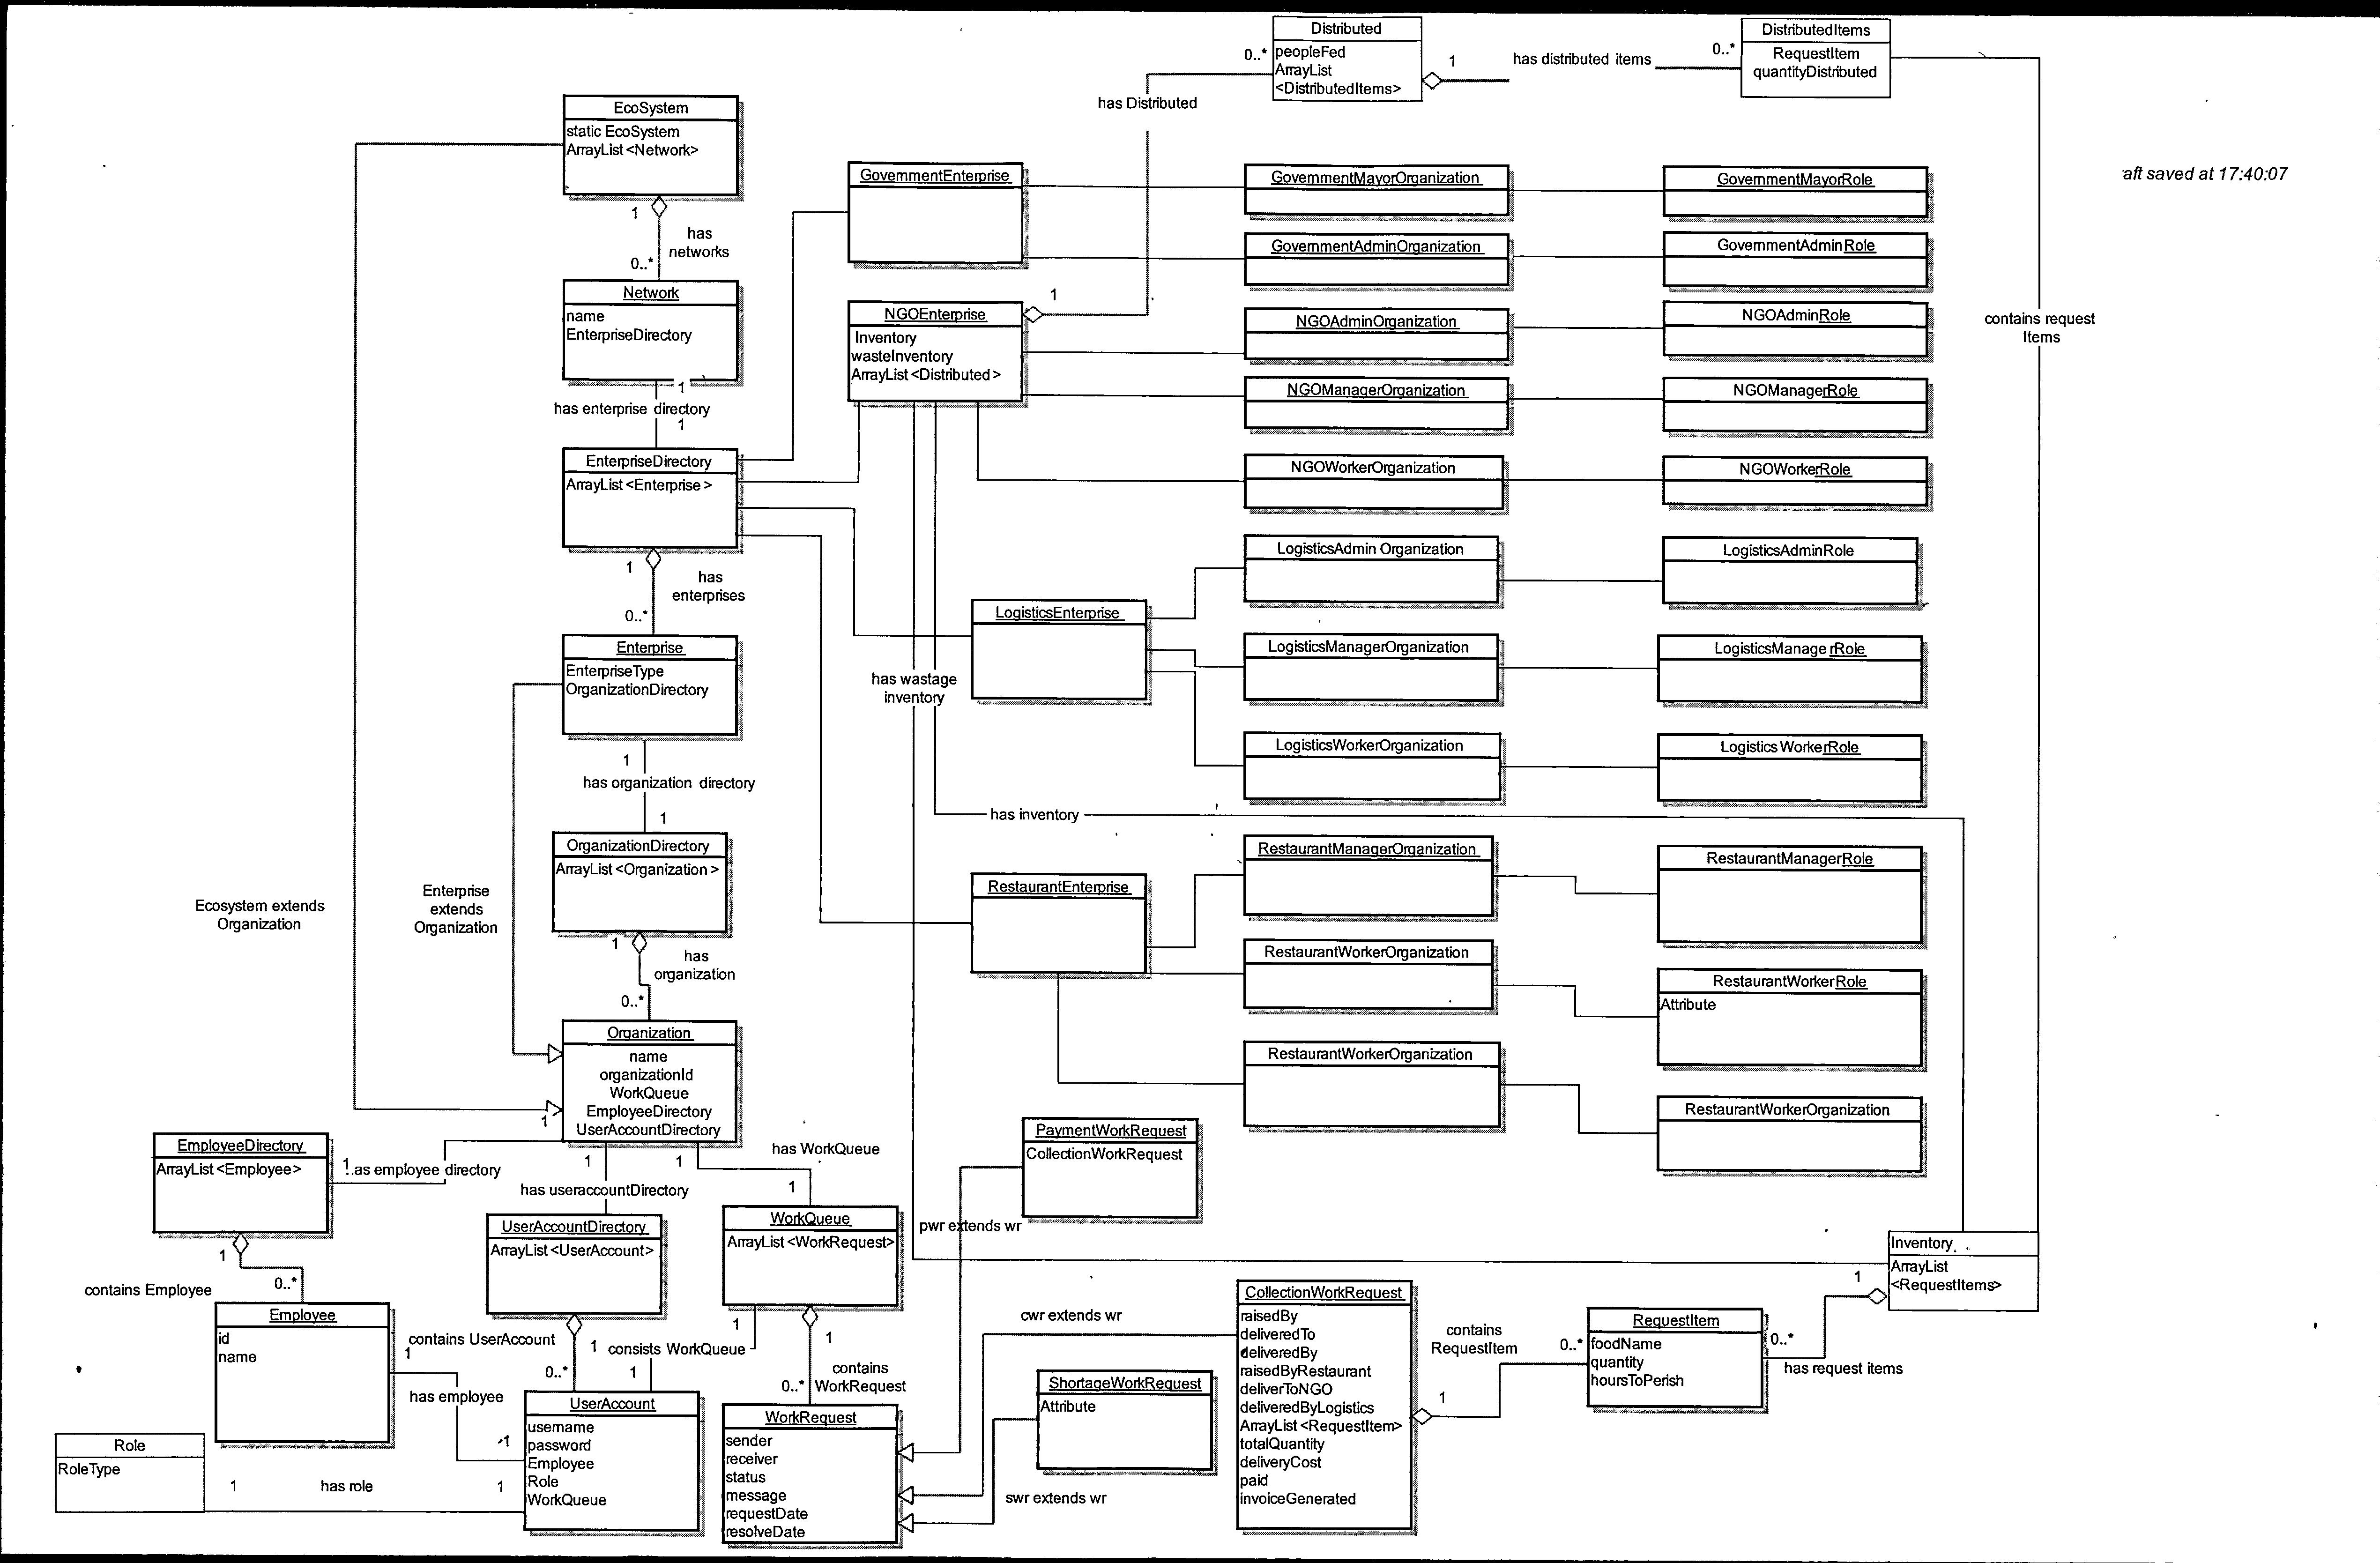 Distributed
peopleFed
ArrayList
<DistributedItems>
0..*
1
has distributed items
0..*
DistributedItems
RequestItem
quantityDistributed
has Distributed
EcoSystem
static EcoSystem
ArrayList <Network>
1
has
networks
0..*
Network
name
EnterpriseDirectory
1
has enterprise directory
1
EnterpriseDirectory
ArrayList <Enterprise >
1
has
enterprises
0..*
Enterprise
EnterpriseType
OrganizationDirectory
1
has organization directory
1
OrganizationDirectory
ArrayList <Organization >
1
has
organization
0..*
Organization
name
organizationId
WorkQueue
EmployeeDirectory
UserAccountDirectory
Ecosystem extends
Organization
Enterprise
extends
Organization
1
GovernmentEnterprise
GovernmentMayorOrganization
GovernmentMayorRole
aft saved at 17:40:07
GovernmentAdminOrganization
GovernmentAdminRole
NGOEnterprise
Inventory
wasteInventory
ArrayList <Distributed >
1
NGOAdminOrganization
NGOAdminRole
contains request
Items
NGOManagerOrganization
NGOManagerRole
NGOWorkerOrganization
NGOWorkerRole
LogisticsEnterprise
LogisticsAdmin Organization
LogisticsAdminRole
LogisticsManagerOrganization
LogisticsManage rRole
has wastage
inventory
LogisticsWorkerOrganization
Logistics WorkerRole
has inventory
RestaurantEnterprise
RestaurantManagerOrganization
RestaurantManagerRole
RestaurantWorkerOrganization
RestaurantWorkerRole
Attribute
RestaurantWorkerOrganization
RestaurantWorkerOrganization
EmployeeDirectory
ArrayList <Employee>
1..as employee directory
1
has useraccountDirectory
1
has WorkQueue
1
UserAccountDirectory
ArrayList <UserAccount>
WorkQueue
ArrayList <WorkRequest>
PaymentWorkRequest
CollectionWorkRequest
pwr extends wr
1
contains Employee
0..*
Employee
id
name
contains UserAccount
1
1
consists WorkQueue
1
0..*
1
1
contains
WorkRequest
0..*
has employee
1
UserAccount
username
password
Employee
Role
WorkQueue
Role
RoleType
1
has role
1
WorkRequest
sender
receiver
status
message
requestDate
resolveDate
cwr extends wr
ShortageWorkRequest
Attribute
swr extends wr
CollectionWorkRequest
raisedBy
deliveredTo
deliveredBy
raisedByRestaurant
deliverToNGO
deliveredByLogistics
ArrayList <RequestItem>
totalQuantity
deliveryCost
paid
invoiceGenerated
contains
RequestItem
1
0..*
RequestItem
foodName
quantity
hoursToPerish
0..*
has request items
1
Inventory
ArrayList
<RequestItems>